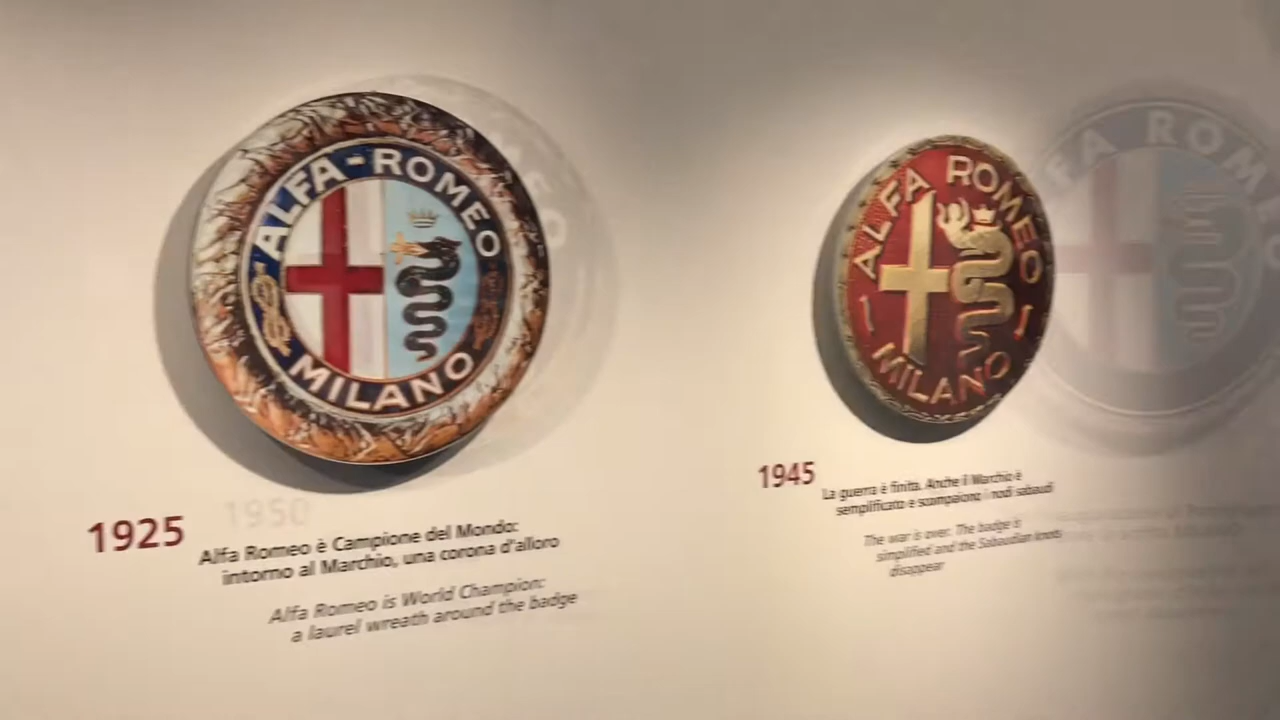 ALFA-ROMEO
MILANO
1925
1950
Alfa Romeo è Campione del Mondo:
intorno al Marchio, una corona d'alloro
Alfa Romeo is World Champion:
a laurel wreath around the badge
ALFA ROMEO
MILANO
1945
La guerra è finita. Anche il Marchio è
semplificato e scompaiono i nodi sabaudi
The war is over. The badge is
simplified and the Sabaudian knots
disappear
ALFA ROMEO